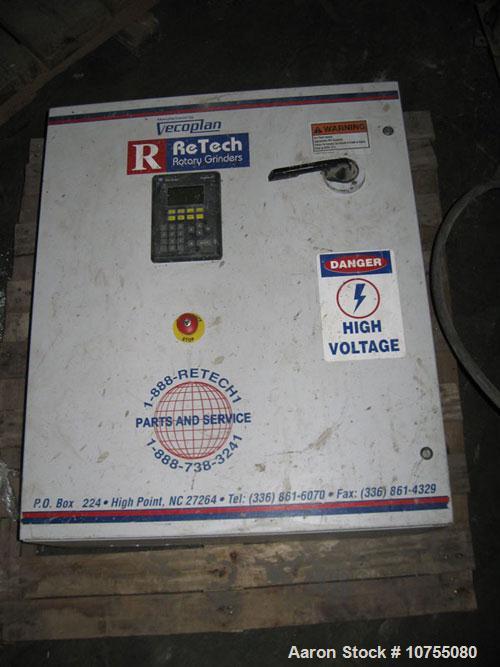 Vecoplan
R ReTech
Rotary Grinders
WARNING
DANGER
HIGH
VOLTAGE
STOP
1-888-RETECH1
PARTS AND SERVICE
1-888-738-3241
P.O. Box 224 • High Point, NC 27264 • Tel: (336) 861-6070 • Fax: (336) 861-4329
Aaron Stock # 10755080